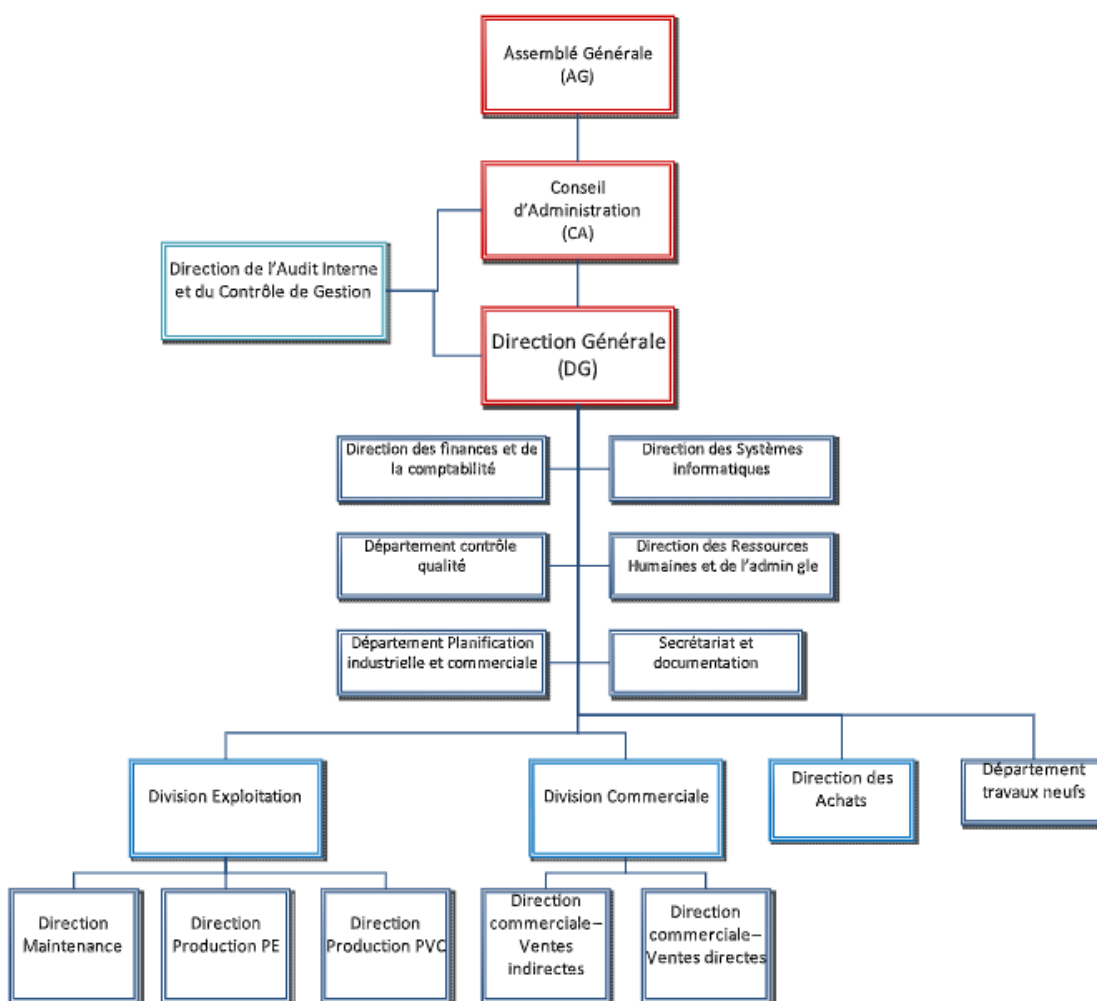 Assemblé Générale
(AG)
Conseil
d'Administration
(CA)
Direction de l'Audit Interne
et du Contrôle de Gestion
Direction Générale
(DG)
Direction des finances et de
la comptabilité
Direction des Systèmes
informatiques
Département contrôle
qualité
Direction des Ressources
Humaines et de l'admin gle
Département Planification
industrielle et commerciale
Secrétariat et
documentation
Division Exploitation
Division Commerciale
Direction des
Achats
Département
travaux neufs
Direction
Maintenance
Direction
Production PE
Direction
Production PVC
Direction
commerciale–
Ventes
indirectes
Direction
commerciale–
Ventes directes